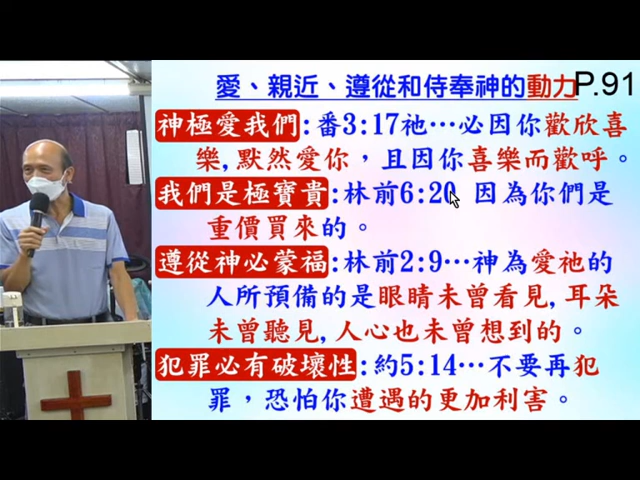 愛、親近、遵從和侍奉神的動力P.91
神極愛我們:番3:17祂…必因你歡欣喜
樂,默然愛你，且因你喜樂而歡呼。
我們是極寶貴:林前6:20 因為你們是
重價買來的。
遵從神必蒙福:林前2:9…神為愛祂的
人所預備的是眼睛未曾看見,耳朵
未曾聽見,人心也未曾想到的。
犯罪必有破壞性:約5:14…不要再犯
罪，恐怕你遭遇的更加利害。